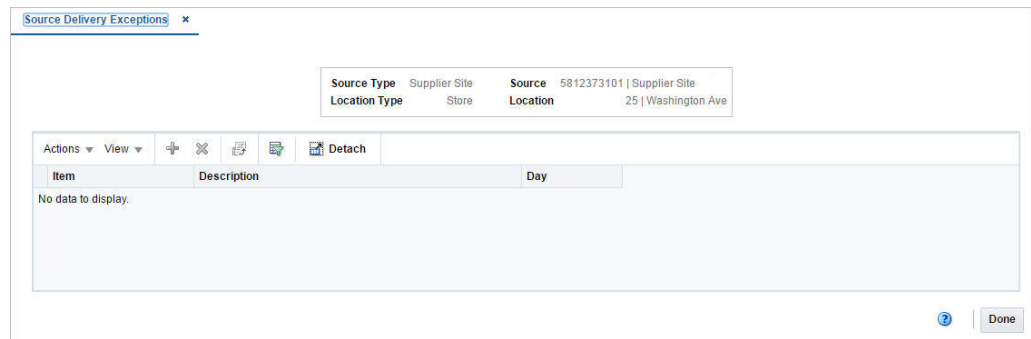 Source Delivery Exceptions
Source Type Supplier Site Source 5812373101 | Supplier Site
Location Type Store Location 25 | Washington Ave
Actions View Detach
Item Description Day
No data to display.
Done